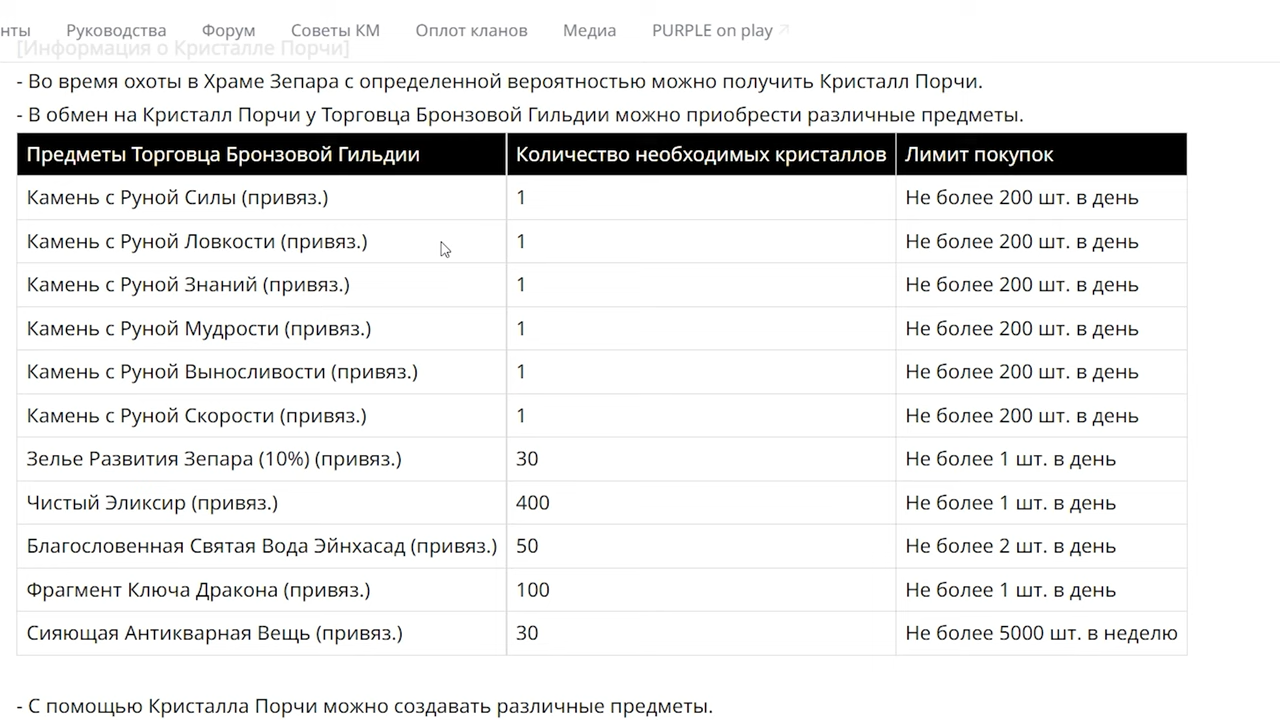 нты Руководства Форум Советы КМ Оплот кланов Медиа PURPLE on play
[Информация о Кристалле Порчи]
- Во время охоты в Храме Зепара с определенной вероятностью можно получить Кристалл Порчи.
- В обмен на Кристалл Порчи у Торговца Бронзовой Гильдии можно приобрести различные предметы.
Предметы Торговца Бронзовой Гильдии Количество необходимых кристаллов Лимит покупок
Камень с Руной Силы (привяз.) 1 Не более 200 шт. в день
Камень с Руной Ловкости (привяз.) 1 Не более 200 шт. в день
Камень с Руной Знаний (привяз.) 1 Не более 200 шт. в день
Камень с Руной Мудрости (привяз.) 1 Не более 200 шт. в день
Камень с Руной Выносливости (привяз.) 1 Не более 200 шт. в день
Камень с Руной Скорости (привяз.) 1 Не более 200 шт. в день
Зелье Развития Зепара (10%) (привяз.) 30 Не более 1 шт. в день
Чистый Эликсир (привяз.) 400 Не более 1 шт. в день
Благословенная Святая Вода Эйнхасад (привяз.) 50 Не более 2 шт. в день
Фрагмент Ключа Дракона (привяз.) 100 Не более 1 шт. в день
Сияющая Антикварная Вещь (привяз.) 30 Не более 5000 шт. в неделю
- С помощью Кристалла Порчи можно создавать различные предметы.